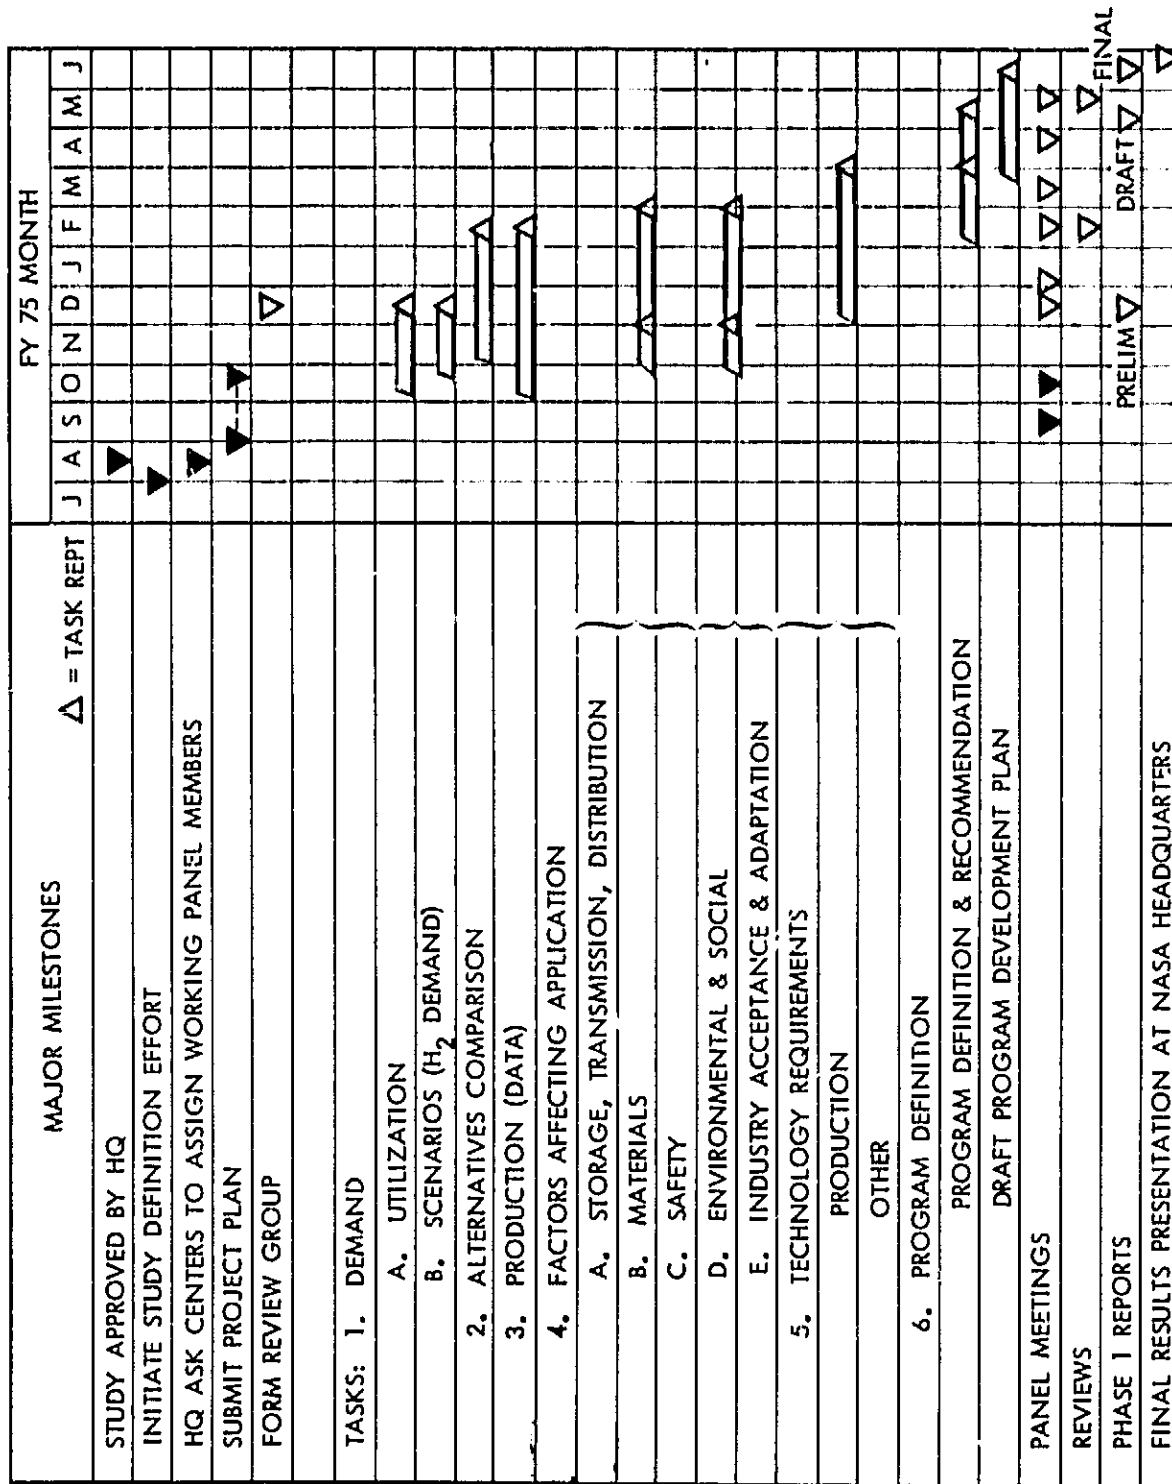 MAJOR MILESTONES
FY 75 MONTH
△ = TASK REPT
J A S O N D J F M A M J
STUDY APPROVED BY HQ
INITIATE STUDY DEFINITION EFFORT
HQ ASK CENTERS TO ASSIGN WORKING PANEL MEMBERS
SUBMIT PROJECT PLAN
FORM REVIEW GROUP
TASKS: 1. DEMAND
A. UTILIZATION
B. SCENARIOS (H2 DEMAND)
2. ALTERNATIVES COMPARISON
3. PRODUCTION (DATA)
4. FACTORS AFFECTING APPLICATION
A. STORAGE, TRANSMISSION, DISTRIBUTION
B. MATERIALS
C. SAFETY
D. ENVIRONMENTAL & SOCIAL
E. INDUSTRY ACCEPTANCE & ADAPTATION
5. TECHNOLOGY REQUIREMENTS
PRODUCTION
OTHER
6. PROGRAM DEFINITION
PROGRAM DEFINITION & RECOMMENDATION
DRAFT PROGRAM DEVELOPMENT PLAN
PANEL MEETINGS
REVIEWS
PHASE 1 REPORTS PRELIM DRAFT FINAL
FINAL RESULTS PRESENTATION AT NASA HEADQUARTERS